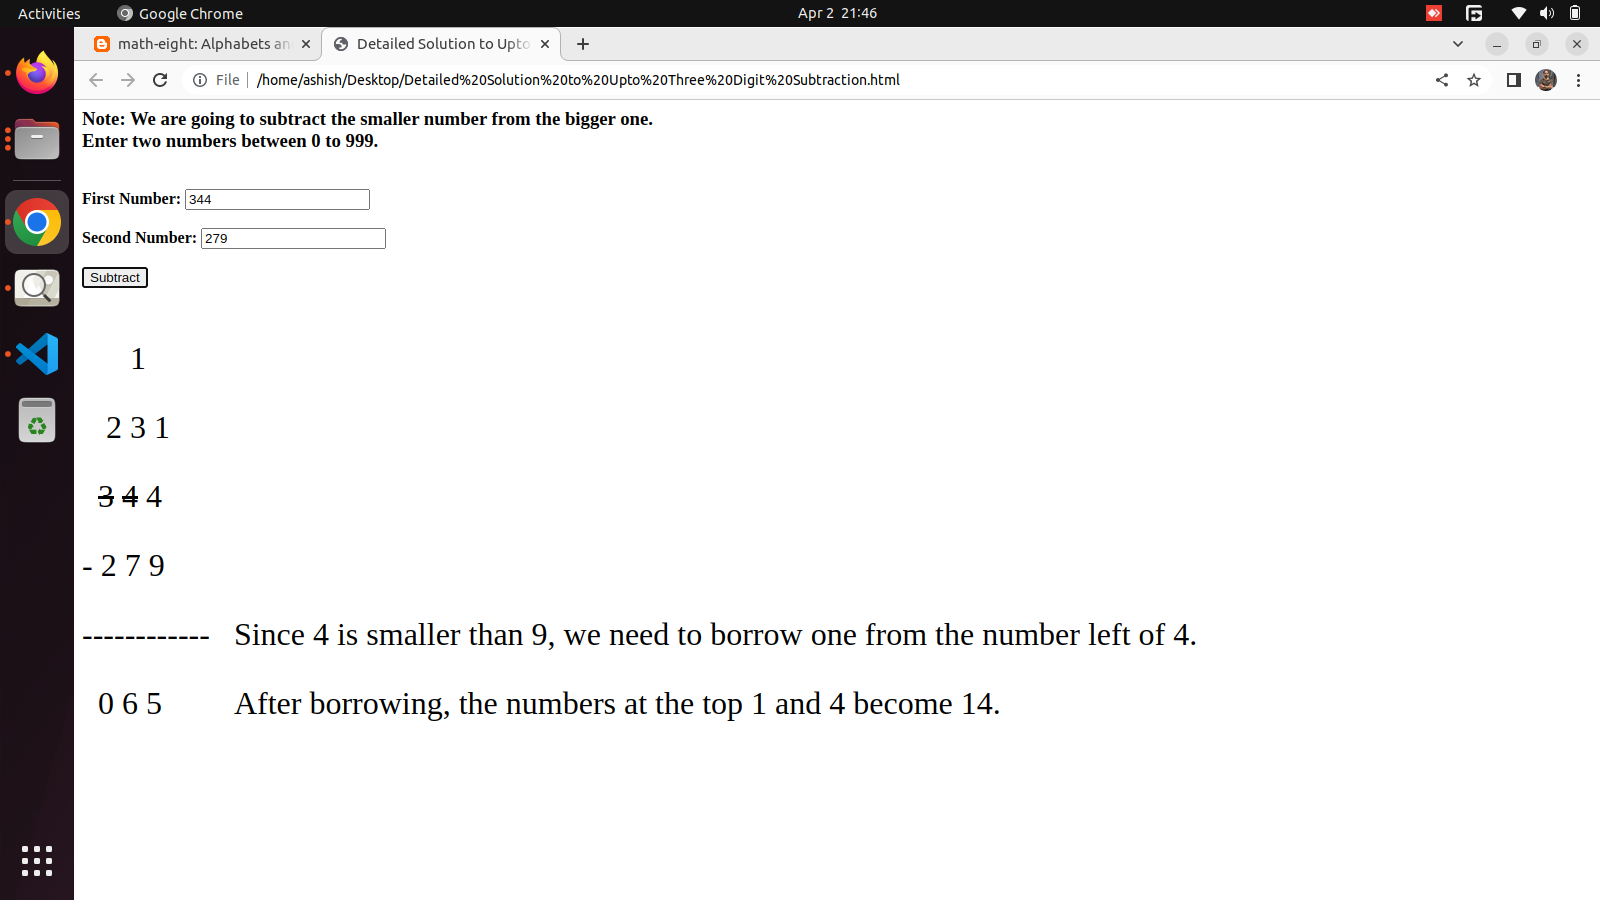 Activities Google Chrome Apr 2 21:46
math-eight: Alphabets an Detailed Solution to Upto
File /home/ashish/Desktop/Detailed%20Solution%20to%20Upto%20Three%20Digit%20Subtraction.html
Note: We are going to subtract the smaller number from the bigger one.
Enter two numbers between 0 to 999.
First Number: 344
Second Number: 279
Subtract
1
2 3 1
3 4 4
- 2 7 9
------------ Since 4 is smaller than 9, we need to borrow one from the number left of 4.
0 6 5 After borrowing, the numbers at the top 1 and 4 become 14.